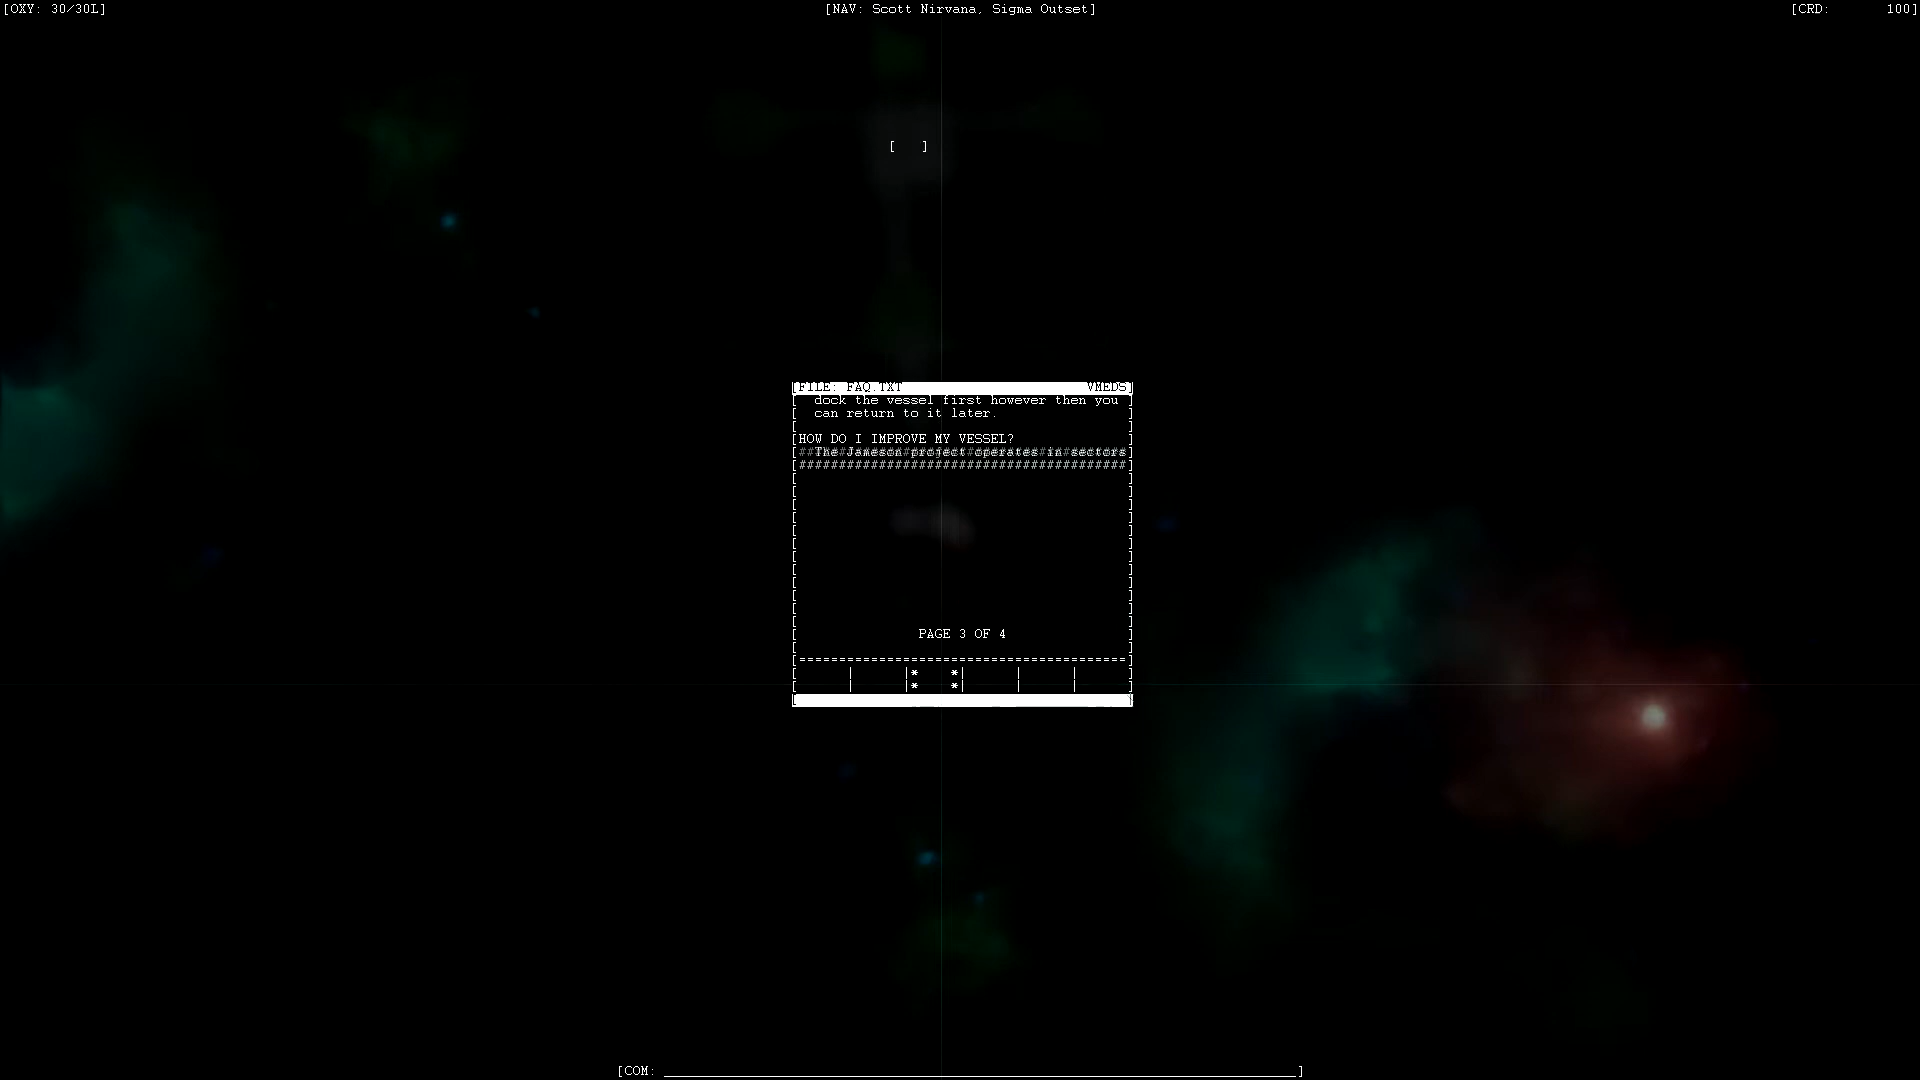 [OXY: 30/30L] [NAV: Scott Nirvana, Sigma Outset] [CRD: 100]
[ ]
[FILE: FAQ.TXT VMEDS]
dock the vessel first however then you
can return to it later.
HOW DO I IMPROVE MY VESSEL?
##The#Jameson#project#operates#in#sectors
#########################################
PAGE 3 OF 4
=========================================
| |* *| | |
| |* *| | |
[COM: ]